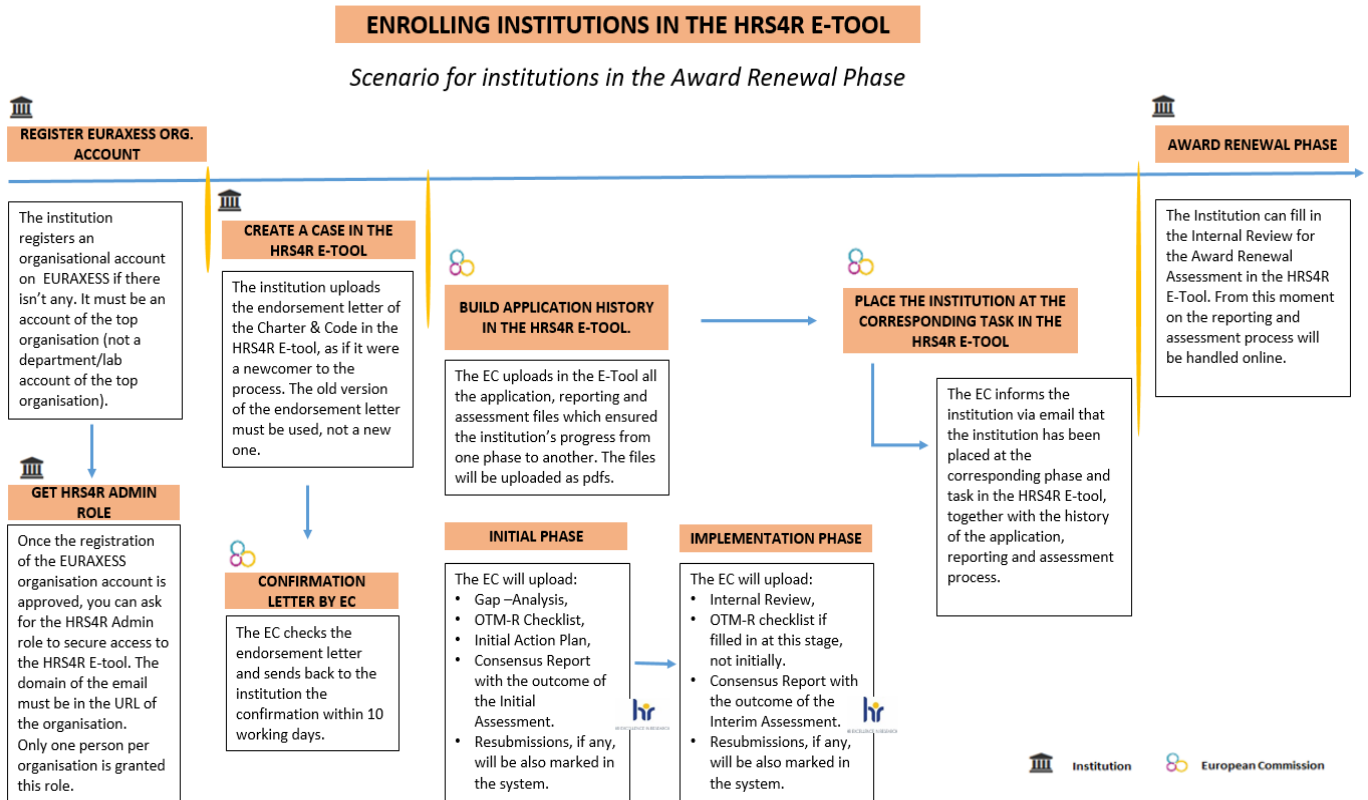 ENROLLING INSTITUTIONS IN THE HRS4R E-TOOL
Scenario for institutions in the Award Renewal Phase
REGISTER EURAXESS ORG.
ACCOUNT
The institution
registers an
organisational account
on EURAXESS if there
isn't any. It must be an
account of the top
organisation (not a
department/lab
account of the top
organisation).
GET HRS4R ADMIN
ROLE
Once the registration
of the EURAXESS
organisation account is
approved, you can ask
for the HRS4R Admin
role to secure access to
the HRS4R E-tool. The
domain of the email
must be in the URL of
the organisation.
Only one person per
organisation is granted
this role.
CREATE A CASE IN THE
HRS4R E-TOOL
The institution uploads
the endorsement letter of
the Charter & Code in the
HRS4R E-tool, as if it were
a newcomer to the
process. The old version
of the endorsement letter
must be used, not a new
one.
CONFIRMATION
LETTER BY EC
The EC checks the
endorsement letter
and sends back to the
institution the
confirmation within 10
working days.
BUILD APPLICATION HISTORY
IN THE HRS4R E-TOOL.
The EC uploads in the E-Tool all
the application, reporting and
assessment files which ensured
the institution's progress from
one phase to another. The files
will be uploaded as pdfs.
INITIAL PHASE
The EC will upload:
• Gap –Analysis,
• OTM-R Checklist,
• Initial Action Plan,
• Consensus Report
with the outcome of
the Initial
Assessment.
• Resubmissions, if any,
will be also marked in
the system.
hr
IMPLEMENTATION PHASE
The EC will upload:
• Internal Review,
• OTM-R checklist if
filled in at this stage,
not initially.
• Consensus Report with
the outcome of the
Interim Assessment.
• Resubmissions, if any,
will be also marked in
the system.
hr
PLACE THE INSTITUTION AT THE
CORRESPONDING TASK IN THE
HRS4R E-TOOL
The EC informs the
institution via email that
the institution has been
placed at the
corresponding phase and
task in the HRS4R E-tool,
together with the history
of the application,
reporting and assessment
process.
AWARD RENEWAL PHASE
The Institution can fill in
the Internal Review for
the Award Renewal
Assessment in the HRS4R
E-Tool. From this moment
on the reporting and
assessment process will
be handled online.
Institution
European Commission